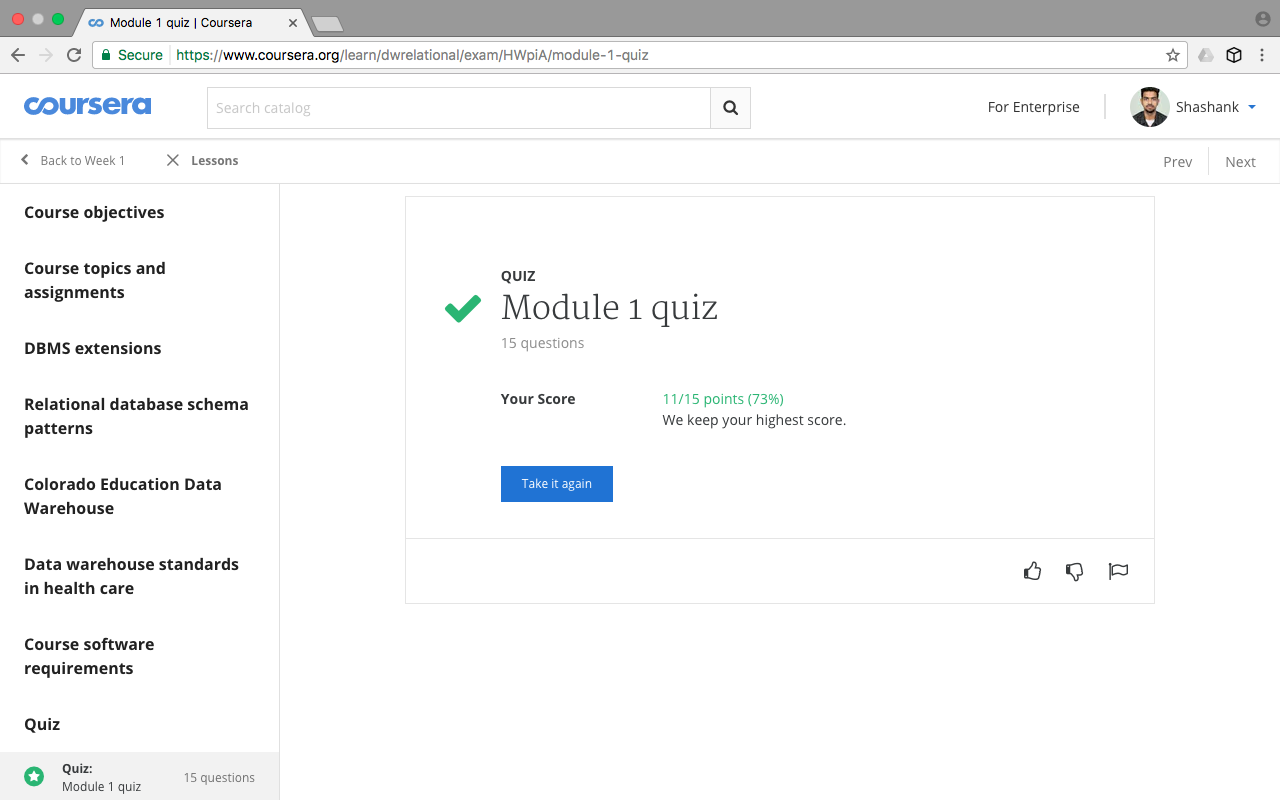 Module 1 quiz | Coursera
Secure https://www.coursera.org/learn/dwrelational/exam/HWpiA/module-1-quiz
coursera
Search catalog
For Enterprise
Shashank
Back to Week 1
Lessons
Prev
Next
Course objectives
Course topics and
assignments
DBMS extensions
Relational database schema
patterns
Colorado Education Data
Warehouse
Data warehouse standards
in health care
Course software
requirements
Quiz
Quiz:
Module 1 quiz
15 questions
QUIZ
Module 1 quiz
15 questions
Your Score
11/15 points (73%)
We keep your highest score.
Take it again